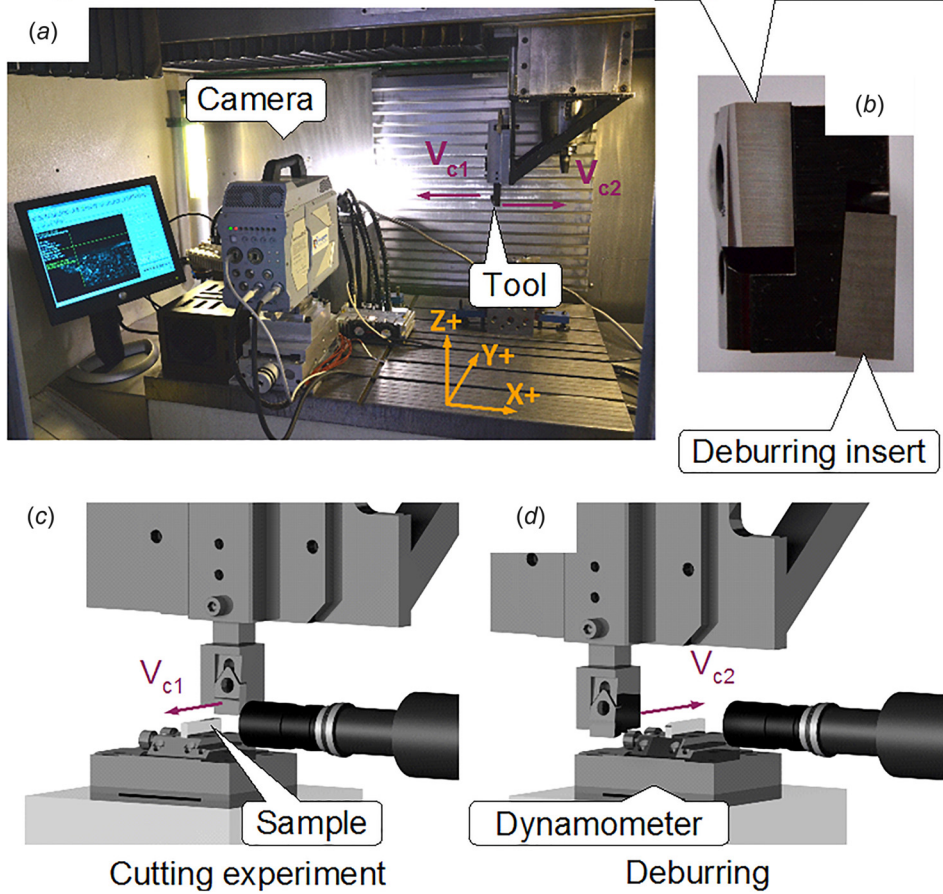 (a)
Camera
Vc1
Vc2
Tool
Z+
Y+
X+
(b)
Deburring insert
(c)
Vc1
Sample
Cutting experiment
(d)
Vc2
Dynamometer
Deburring